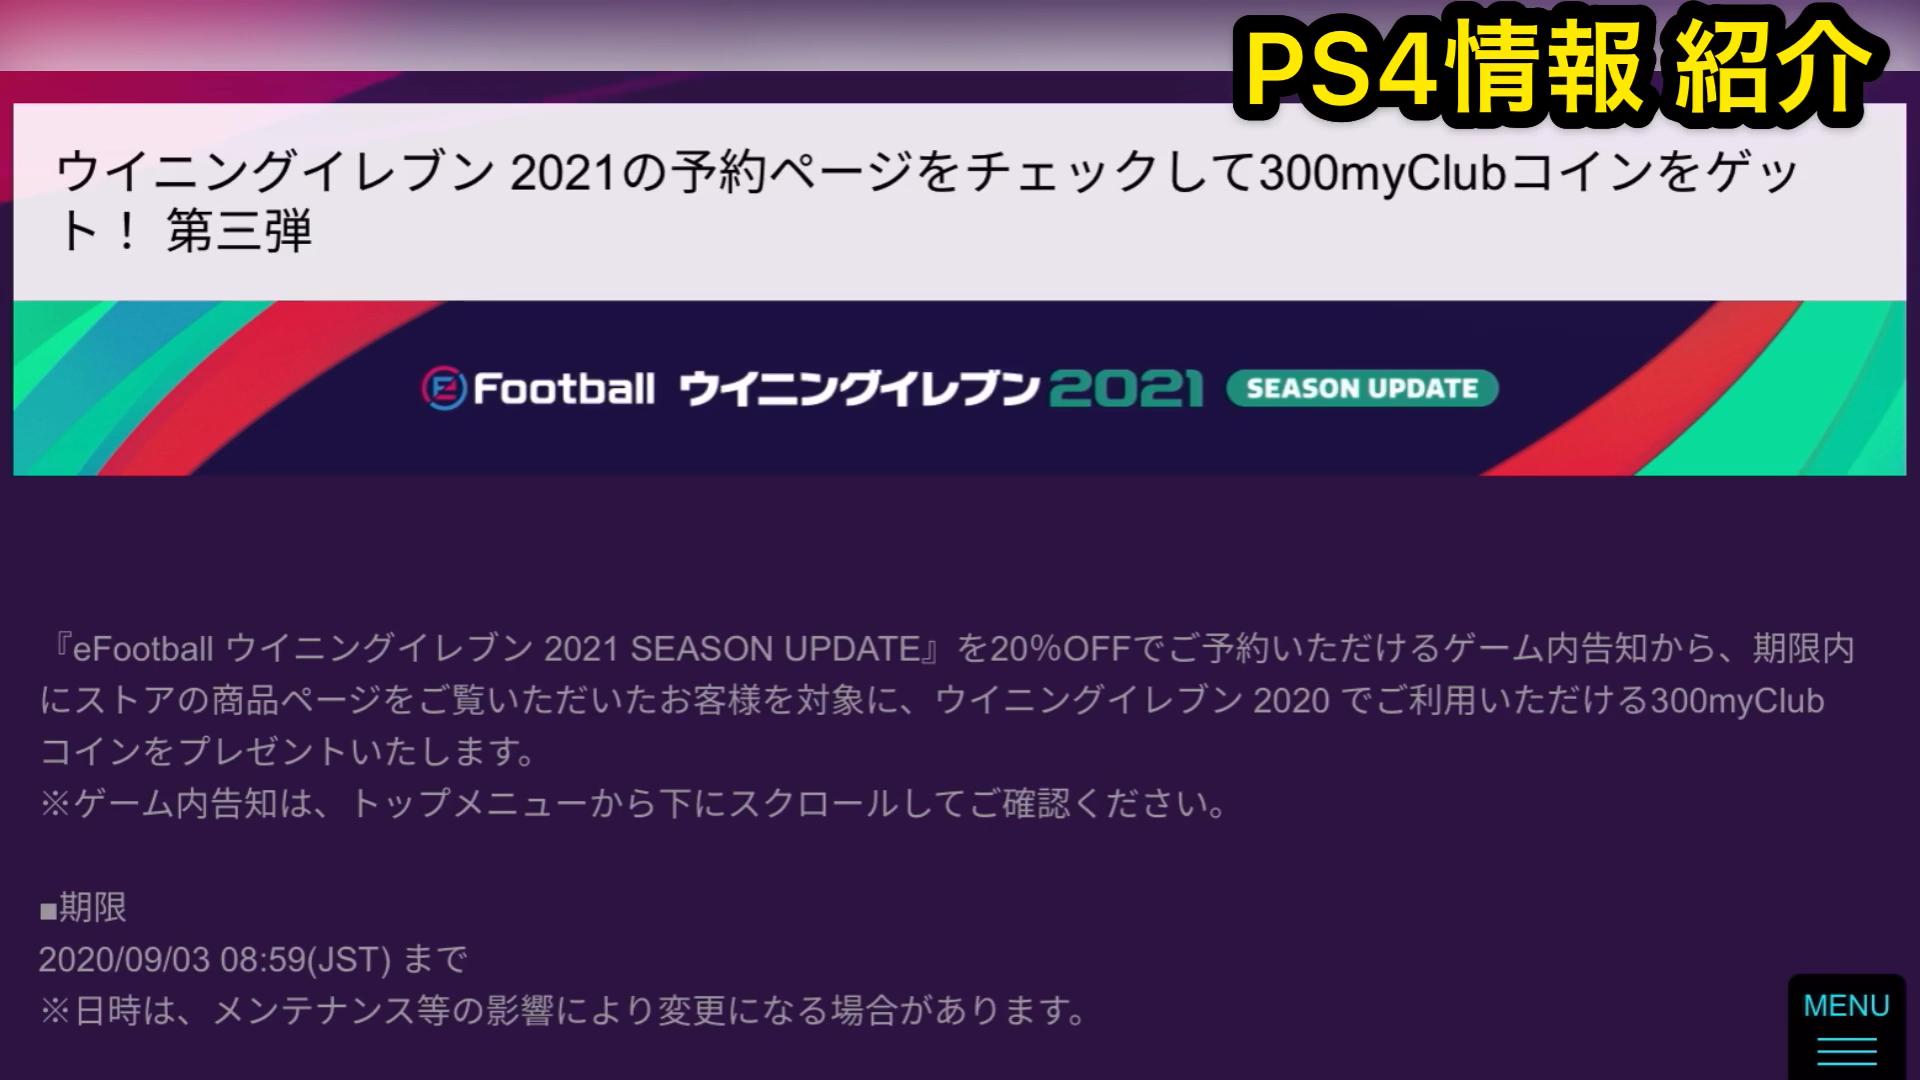 PS4情報 紹介
ウイニングイレブン 2021の予約ページをチェックして300myClubコインをゲッ
ト！ 第三弾
eFootball ウイニングイレブン 2021 SEASON UPDATE
『eFootball ウイニングイレブン 2021 SEASON UPDATE』を20％OFFでご予約いただけるゲーム内告知から、期限内
にストアの商品ページをご覧いただいたお客様を対象に、ウイニングイレブン 2020 でご利用いただける300myClub
コインをプレゼントいたします。
※ゲーム内告知は、トップメニューから下にスクロールしてご確認ください。
■期限
2020/09/03 08:59(JST) まで
※日時は、メンテナンス等の影響により変更になる場合があります。
MENU